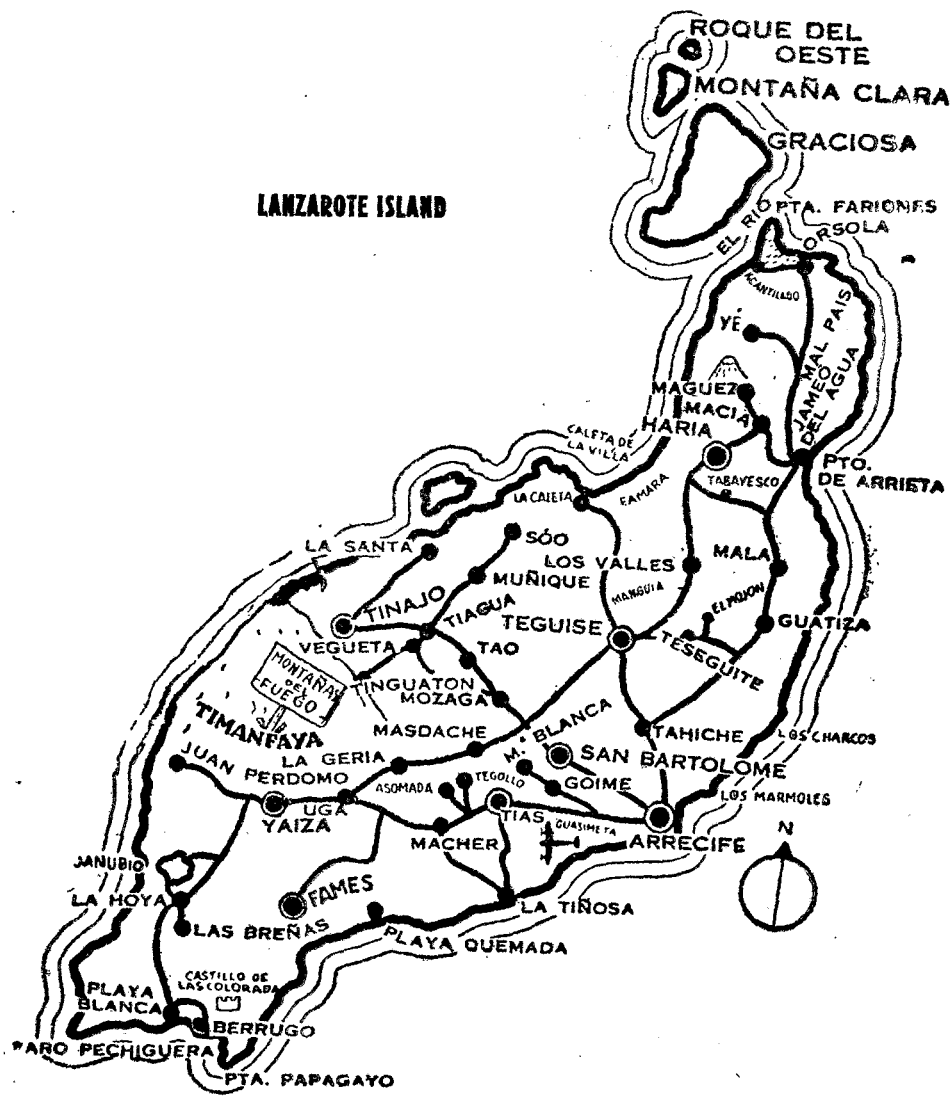 ROQUE DEL
OESTE
MONTAÑA CLARA
GRACIOSA
LANZAROTE ISLAND
EL RIO
PTA. FARIONES
ORSOLA
ACANTILADO
YÉ
MAL PAIS
JAMEO
DEL AGUA
MAGUEZ
MACIA
HARIA
CALETA DE
LA VILLA
PTO.
DE ARRIETA
TABAYESCO
FAMARA
LA CALETA
LA SANTA
SÓO
LOS VALLES
MALA
MUÑIQUE
MANGUIA
EL MOJON
TINAJO
TIAGUA
TEGUISE
GUATIZA
TESEGUITE
VEGUETA
TAO
MONTAÑAS
DEL
FUEGO
TINGUATON
MOZAGA
TIMANFAYA
MASDACHE
Mª BLANCA
TAHICHE
LOS CHARCOS
JUAN PERDOMO
LA GERIA
SAN BARTOLOME
ASOMADA
TEGOLLO
GOIME
LOS MARMOLES
YAIZA
UGA
TIAS
GUASIMETA
MACHER
ARRECIFE
N
JANUBIO
LA HOYA
FAMES
LA TIÑOSA
LAS BREÑAS
PLAYA QUEMADA
CASTILLO DE
LAS COLORADA
PLAYA
BLANCA
BERRUGO
ARO PECHIGUERA
PTA. PAPAGAYO